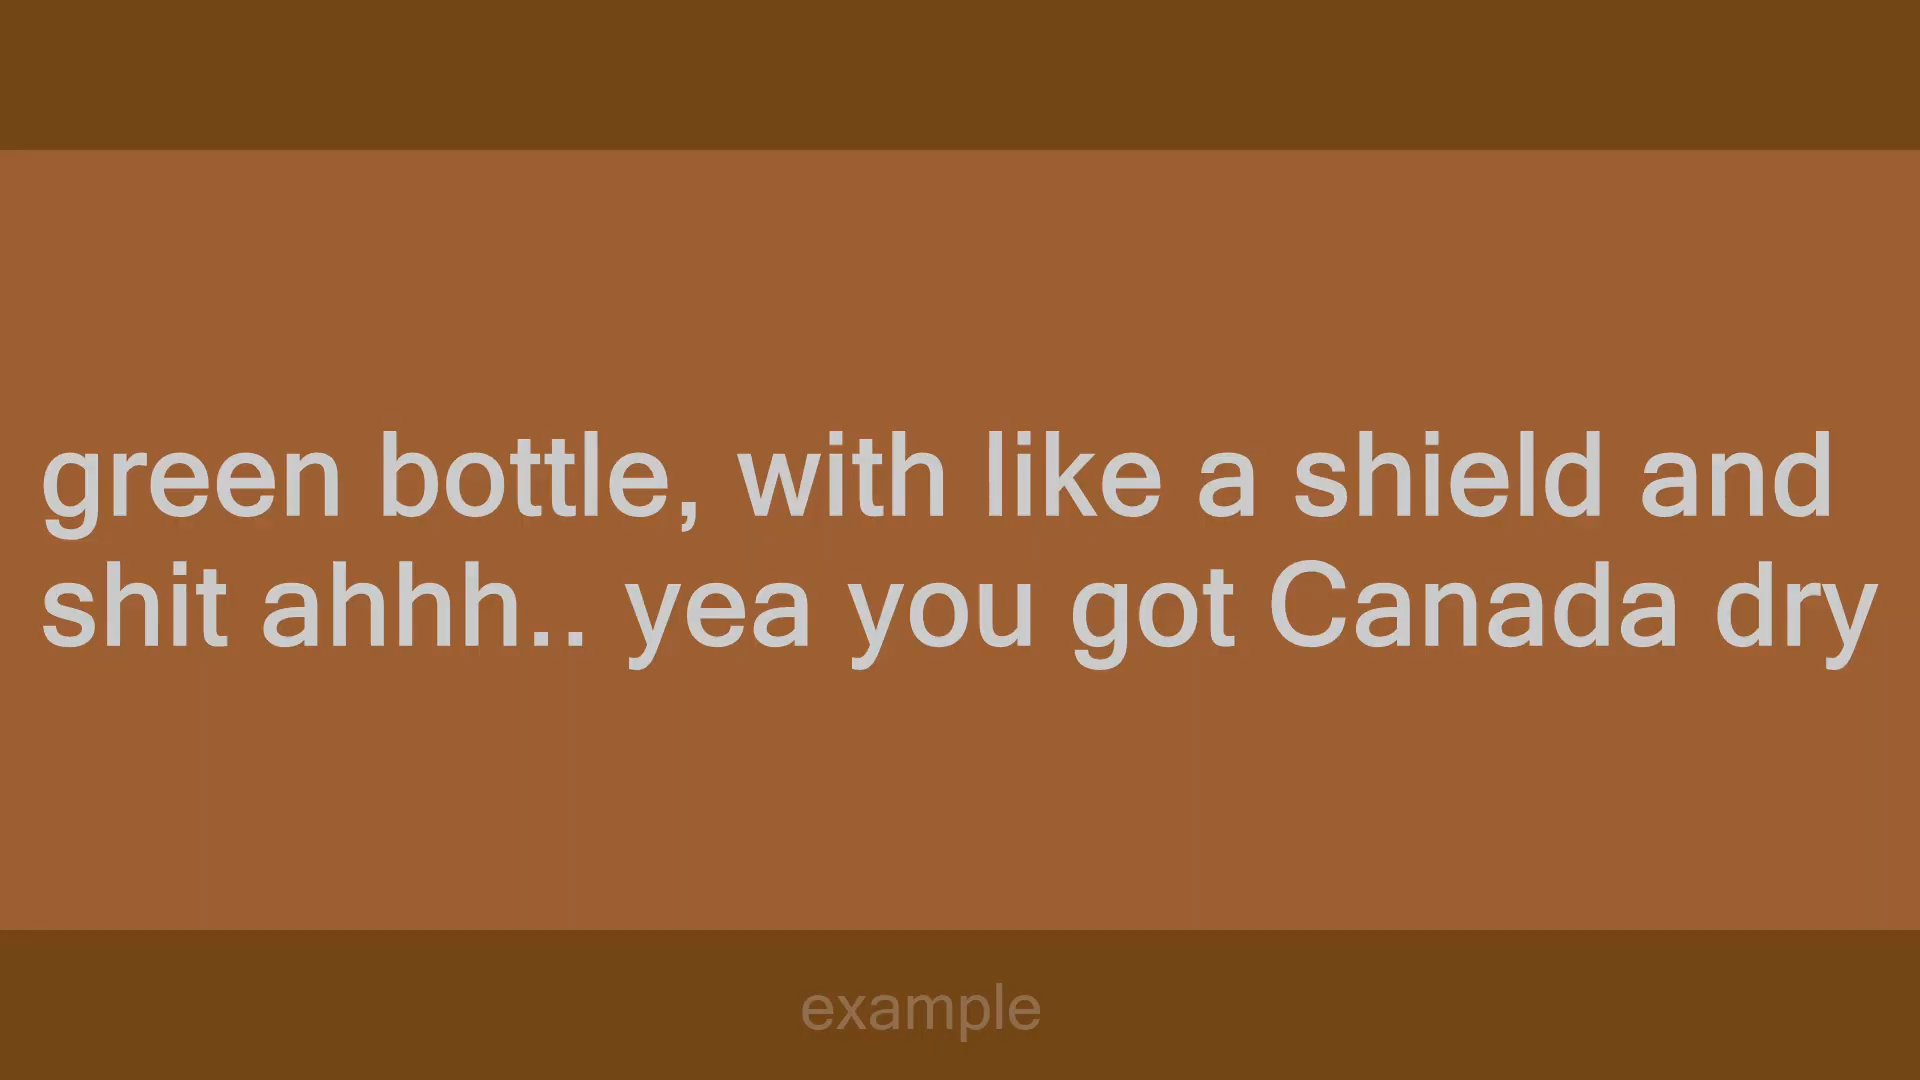 green bottle, with like a shield and
shit ahhh.. yea you got Canada dry
example